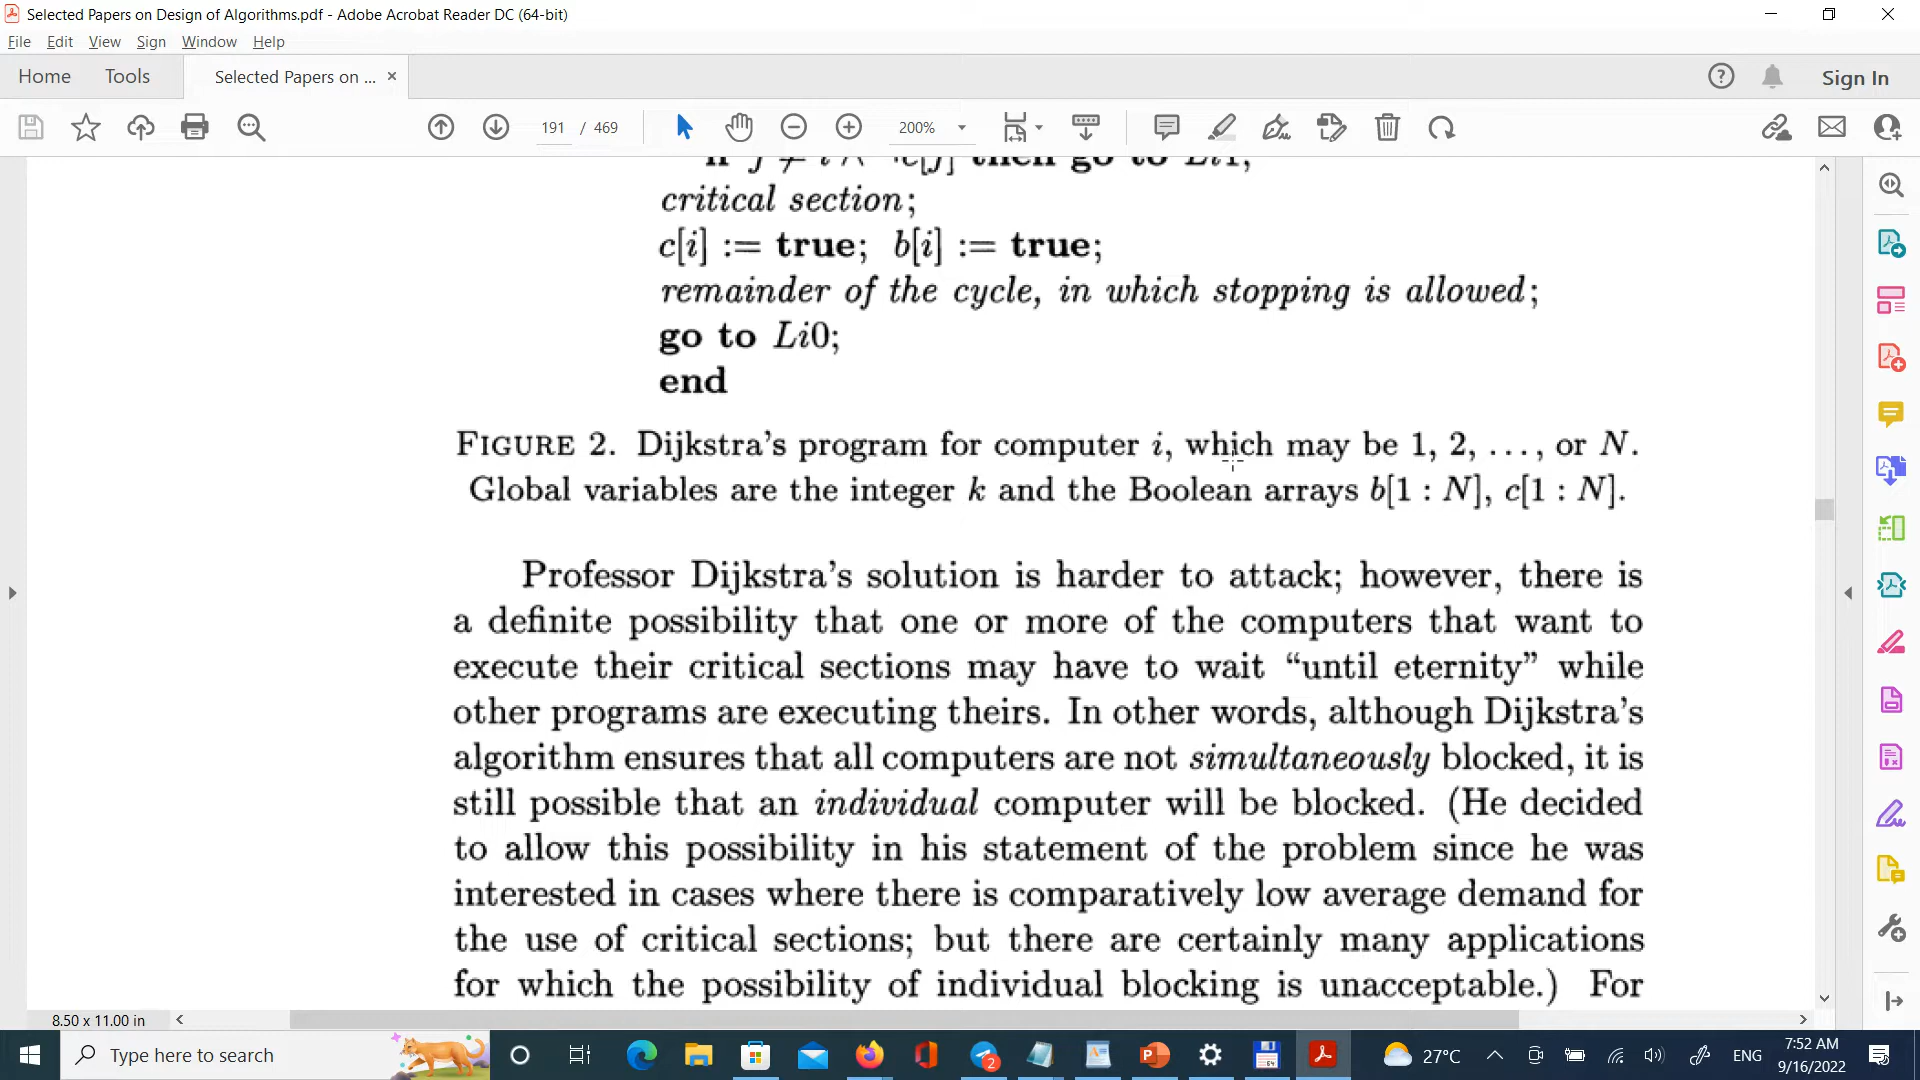 Selected Papers on Design of Algorithms.pdf - Adobe Acrobat Reader DC (64-bit)
File Edit View Sign Window Help
Home Tools Selected Papers on ... × Sign In
191 / 469 200%
if j ≠ i ∧ ¬c[j] then go to Li1;
critical section;
c[i] := true; b[i] := true;
remainder of the cycle, in which stopping is allowed;
go to Li0;
end
FIGURE 2. Dijkstra's program for computer i, which may be 1, 2, ..., or N.
Global variables are the integer k and the Boolean arrays b[1 : N], c[1 : N].
Professor Dijkstra's solution is harder to attack; however, there is
a definite possibility that one or more of the computers that want to
execute their critical sections may have to wait “until eternity” while
other programs are executing theirs. In other words, although Dijkstra's
algorithm ensures that all computers are not simultaneously blocked, it is
still possible that an individual computer will be blocked. (He decided
to allow this possibility in his statement of the problem since he was
interested in cases where there is comparatively low average demand for
the use of critical sections; but there are certainly many applications
for which the possibility of individual blocking is unacceptable.) For
8.50 x 11.00 in
Type here to search
2
64
27°C
ENG
7:52 AM
9/16/2022